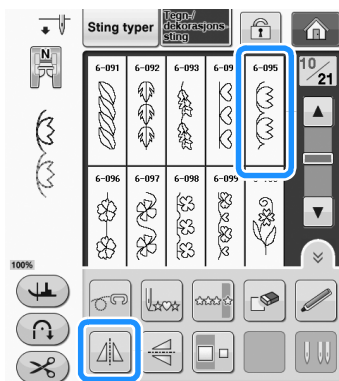 Sting typer
Tegn-/
dekorasjons-
sting
N
6-091 6-092 6-093 6-09 6-095
10/21
6-096 6-097 6-098 6-099
100%